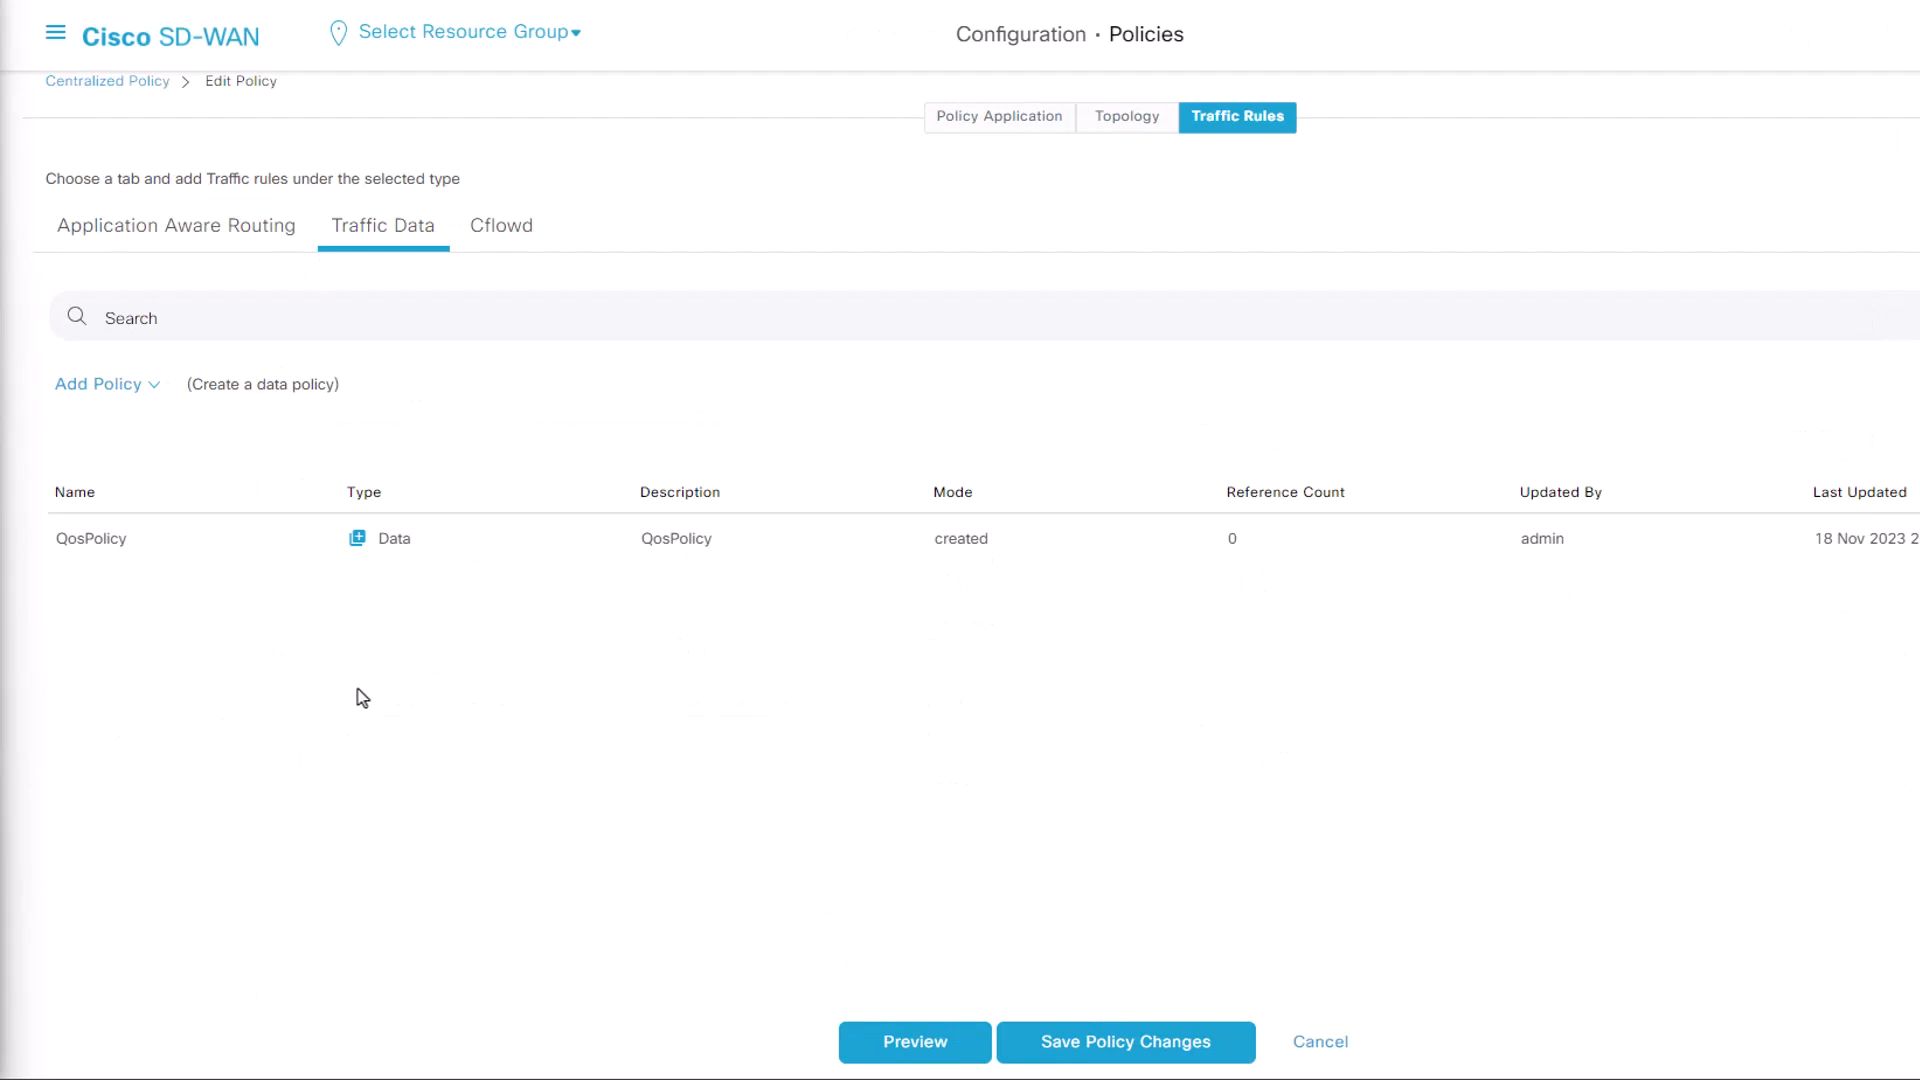 Cisco SD-WAN
Select Resource Group
Configuration · Policies
Centralized Policy > Edit Policy
Policy Application
Topology
Traffic Rules
Choose a tab and add Traffic rules under the selected type
Application Aware Routing
Traffic Data
Cflowd
Search
Add Policy
(Create a data policy)
Name Type Description Mode Reference Count Updated By Last Updated
QosPolicy Data QosPolicy created 0 admin 18 Nov 2023 2
Preview
Save Policy Changes
Cancel